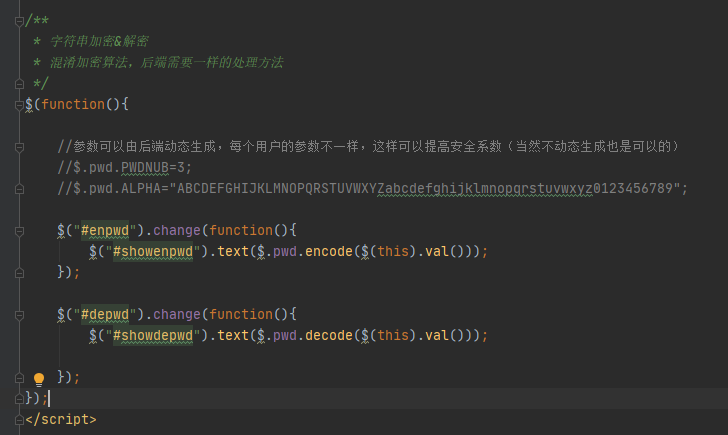 /**
 * 字符串加密&解密
 * 混淆加密算法，后端需要一样的处理方法
 */
$(function(){
    //参数可以由后端动态生成，每个用户的参数不一样，这样可以提高安全系数（当然不动态生成也是可以的）
    //$.pwd.PWDNUB=3;
    //$.pwd.ALPHA="ABCDEFGHIJKLMNOPQRSTUVWXYZabcdefghijklmnopqrstuvwxyz0123456789";
    $("#enpwd").change(function(){
        $("#showenpwd").text($.pwd.encode($(this).val()));
    });
    $("#depwd").change(function(){
        $("#showdepwd").text($.pwd.decode($(this).val()));
    });
});
</script>